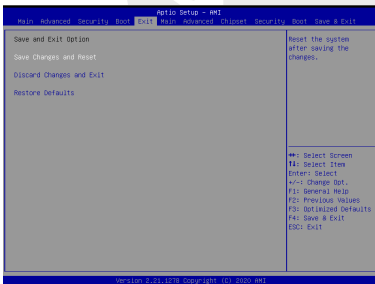 Aptio Setup - AMI
Main Advanced Security Boot Exit Main Advanced Chipset Security Boot Save & Exit
Save and Exit Option
Save Changes and Reset
Discard Changes and Exit
Restore Defaults
Reset the system
after saving the
changes.
↔: Select Screen
↑↓: Select Item
Enter: Select
+/-: Change Opt.
F1: General Help
F2: Previous Values
F3: Optimized Defaults
F4: Save & Exit
ESC: Exit
Version 2.21.1278 Copyright (C) 2020 AMI